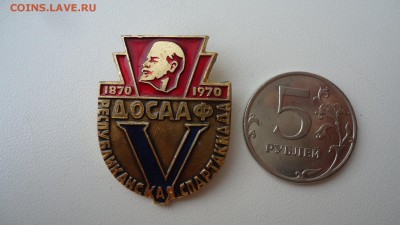 COINS.LAVE.RU
1870 1970
ДОСААФ
V
РЕСПУБЛИКАНСКАЯ СПАРТАКИАДА
5
РУБЛЕЙ